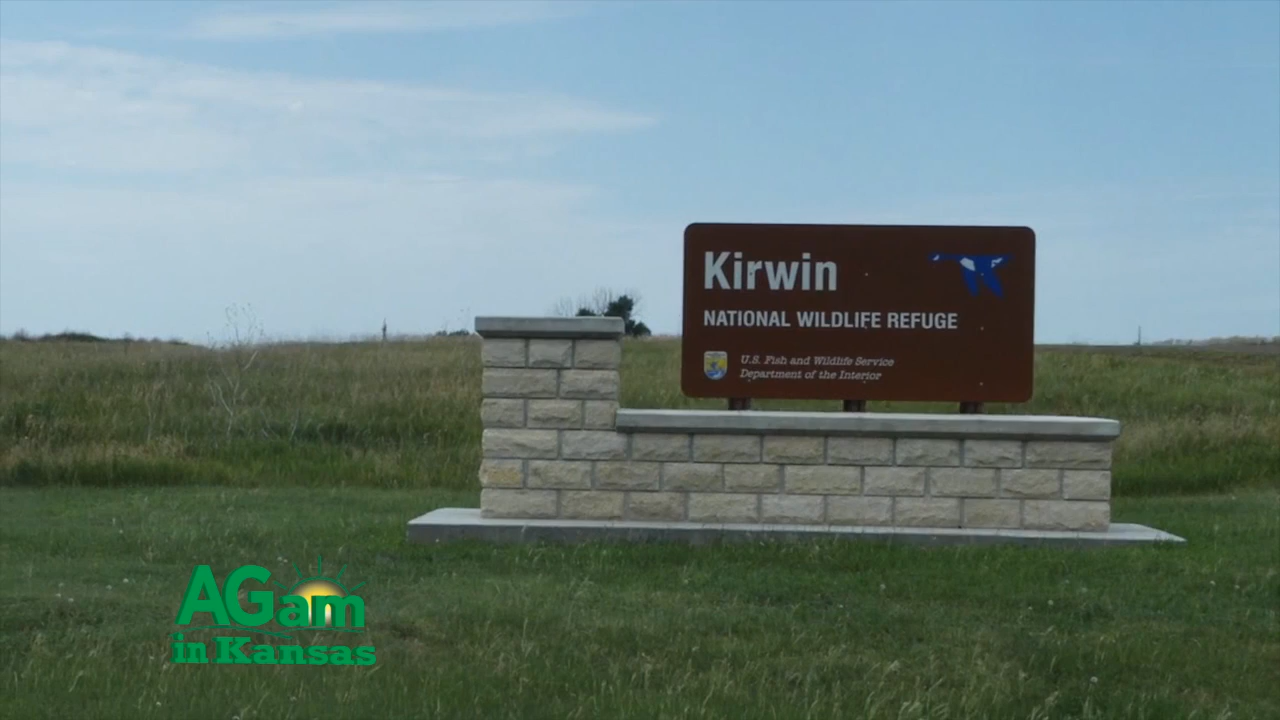 Kirwin
NATIONAL WILDLIFE REFUGE
U.S. Fish and Wildlife Service
Department of the Interior
AGam
in Kansas